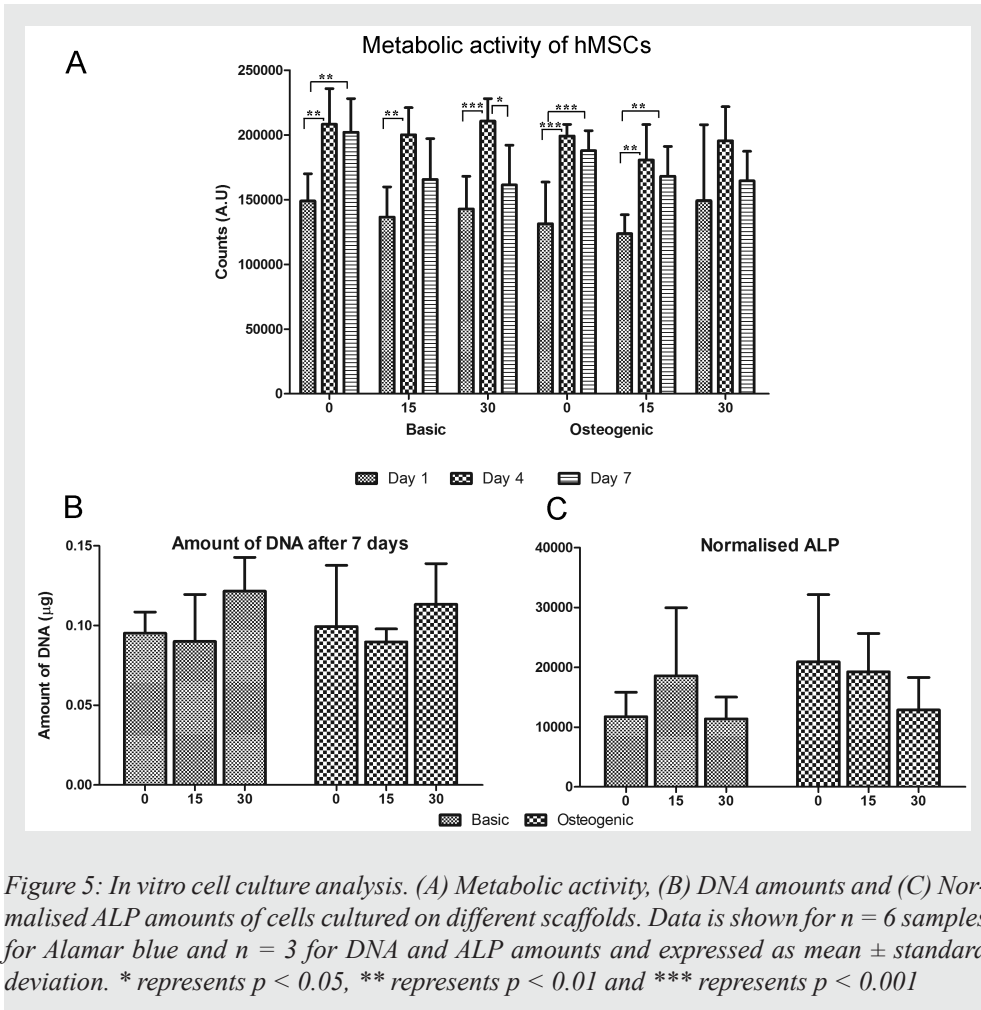 A
Metabolic activity of hMSCs
250000
200000
150000
100000
50000
0
Counts (A.U)
** ** ** *** * *** *** ** **
0 15 30 0 15 30
Basic Osteogenic
Day 1 Day 4 Day 7
B
Amount of DNA after 7 days
0.15
0.10
0.05
0.00
Amount of DNA (µg)
0 15 30 0 15 30
C
Normalised ALP
40000
30000
20000
10000
0
0 15 30 0 15 30
Basic Osteogenic
Figure 5: In vitro cell culture analysis. (A) Metabolic activity, (B) DNA amounts and (C) Nor-
malised ALP amounts of cells cultured on different scaffolds. Data is shown for n = 6 samples
for Alamar blue and n = 3 for DNA and ALP amounts and expressed as mean ± standard
deviation. * represents p < 0.05, ** represents p < 0.01 and *** represents p < 0.001